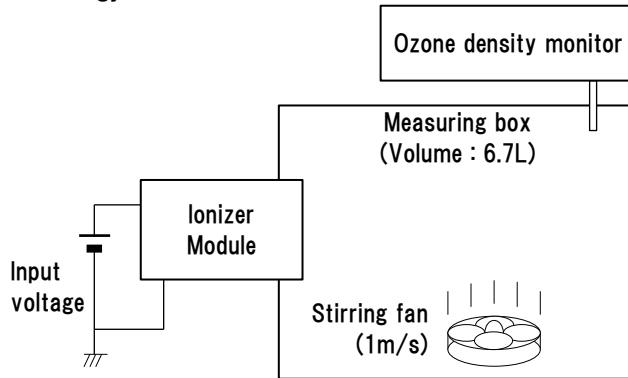 Ozone density monitor
Measuring box
(Volume : 6.7L)
Ionizer
Module
Input
voltage
Stirring fan
(1m/s)